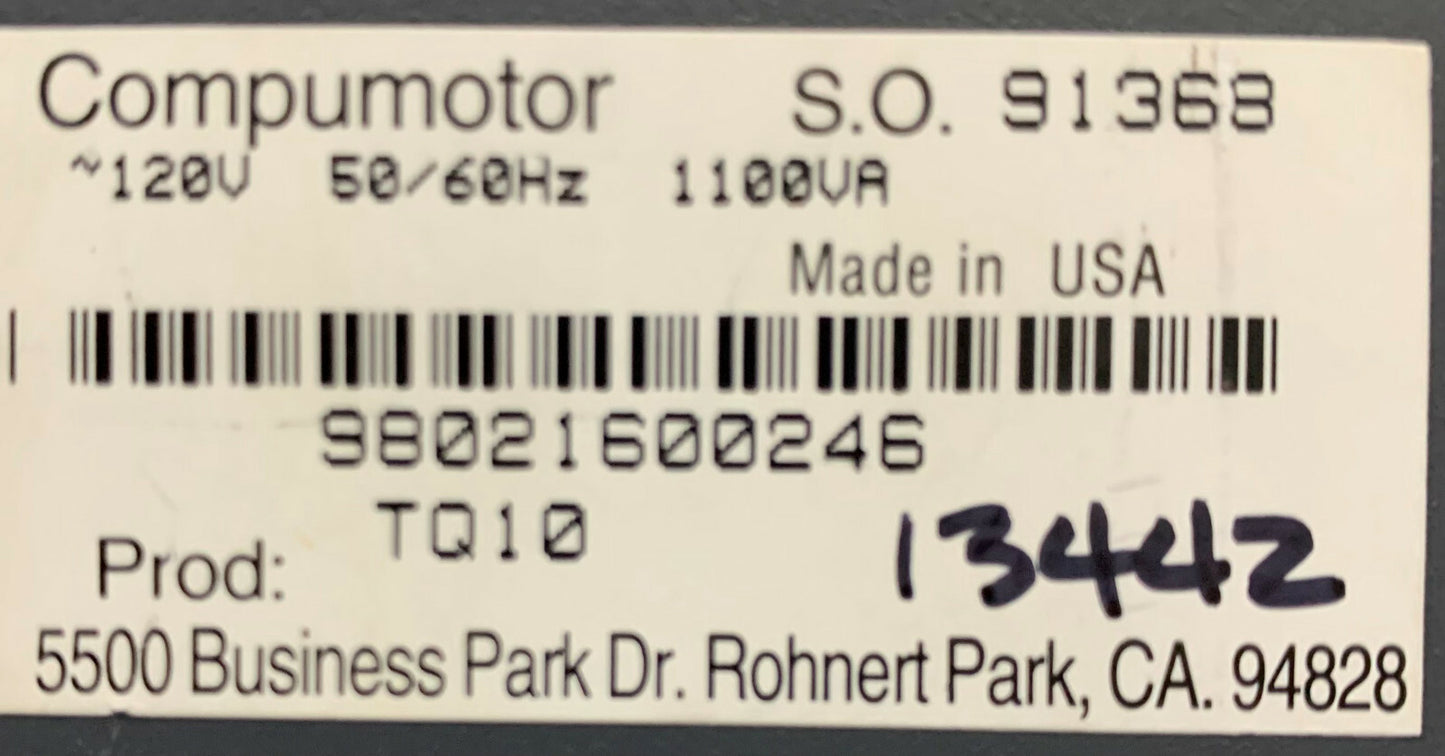 Compumotor S.O. 91368
~120V 50/60Hz 1100VA
Made in USA
98021600246
Prod: TQ10 13442
5500 Business Park Dr. Rohnert Park, CA. 94828